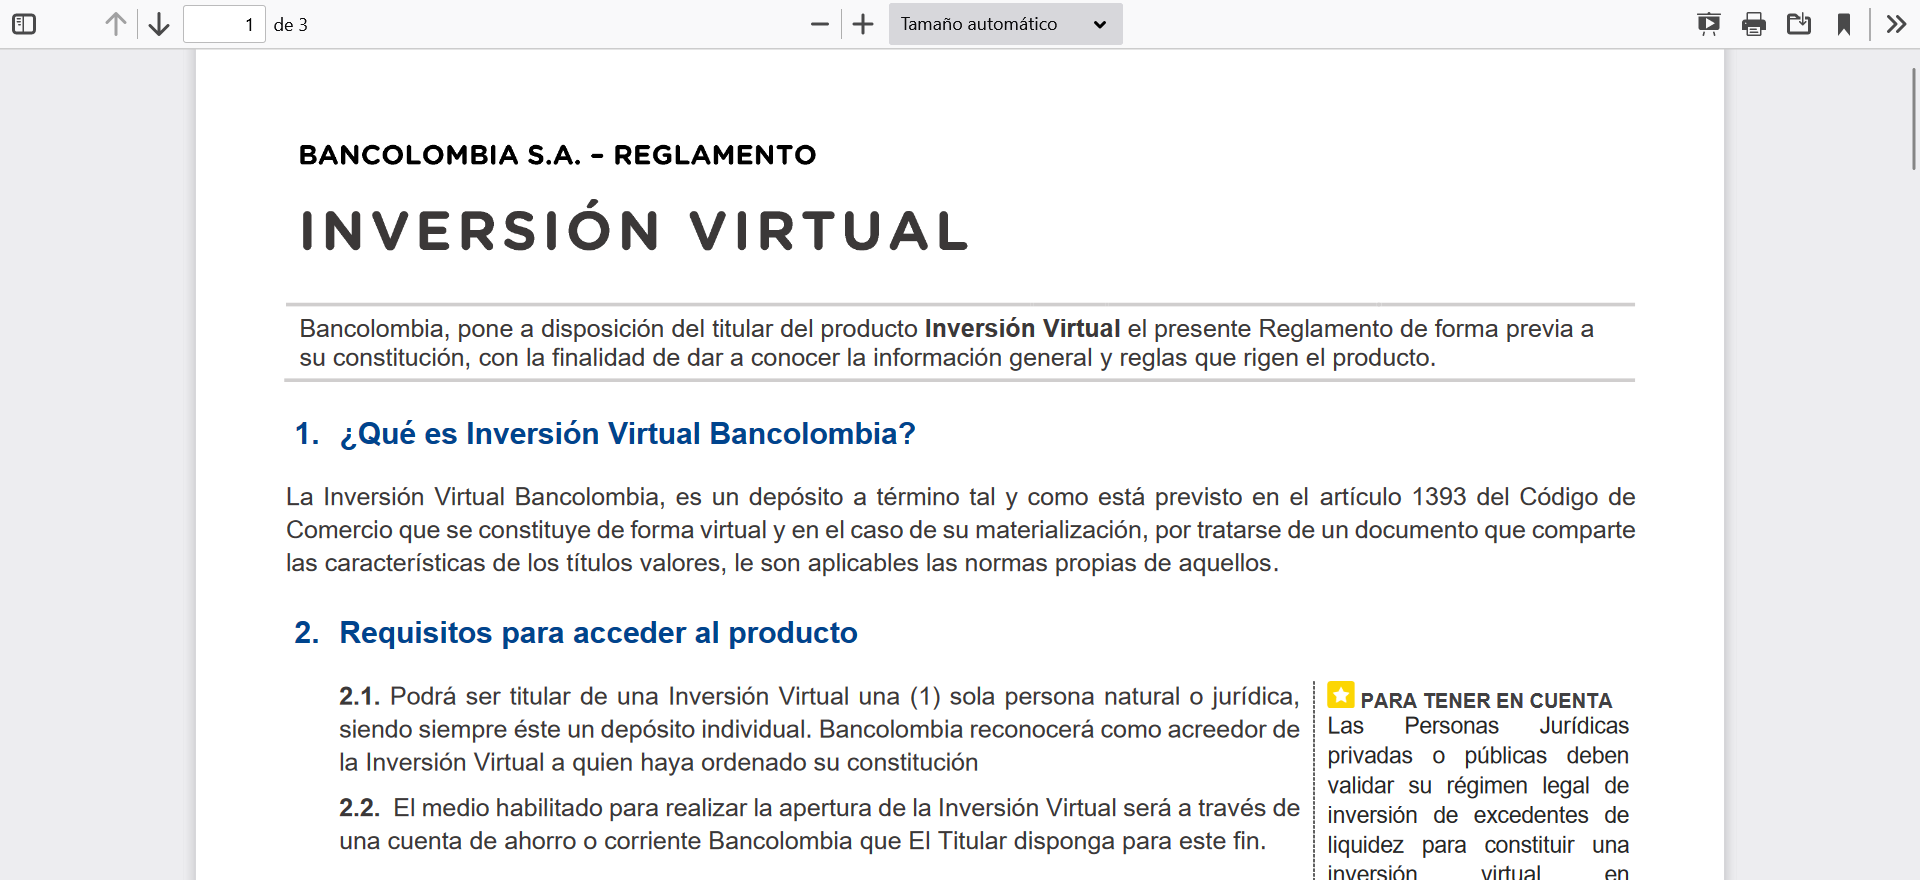 1 de 3
Tamaño automático
BANCOLOMBIA S.A. – REGLAMENTO
INVERSIÓN VIRTUAL
Bancolombia, pone a disposición del titular del producto Inversión Virtual el presente Reglamento de forma previa a
su constitución, con la finalidad de dar a conocer la información general y reglas que rigen el producto.
1. ¿Qué es Inversión Virtual Bancolombia?
La Inversión Virtual Bancolombia, es un depósito a término tal y como está previsto en el artículo 1393 del Código de
Comercio que se constituye de forma virtual y en el caso de su materialización, por tratarse de un documento que comparte
las características de los títulos valores, le son aplicables las normas propias de aquellos.
2. Requisitos para acceder al producto
2.1. Podrá ser titular de una Inversión Virtual una (1) sola persona natural o jurídica,
siendo siempre éste un depósito individual. Bancolombia reconocerá como acreedor de
la Inversión Virtual a quien haya ordenado su constitución
2.2. El medio habilitado para realizar la apertura de la Inversión Virtual será a través de
una cuenta de ahorro o corriente Bancolombia que El Titular disponga para este fin.
PARA TENER EN CUENTA
Las Personas Jurídicas
privadas o públicas deben
validar su régimen legal de
inversión de excedentes de
liquidez para constituir una
inversión virtual en